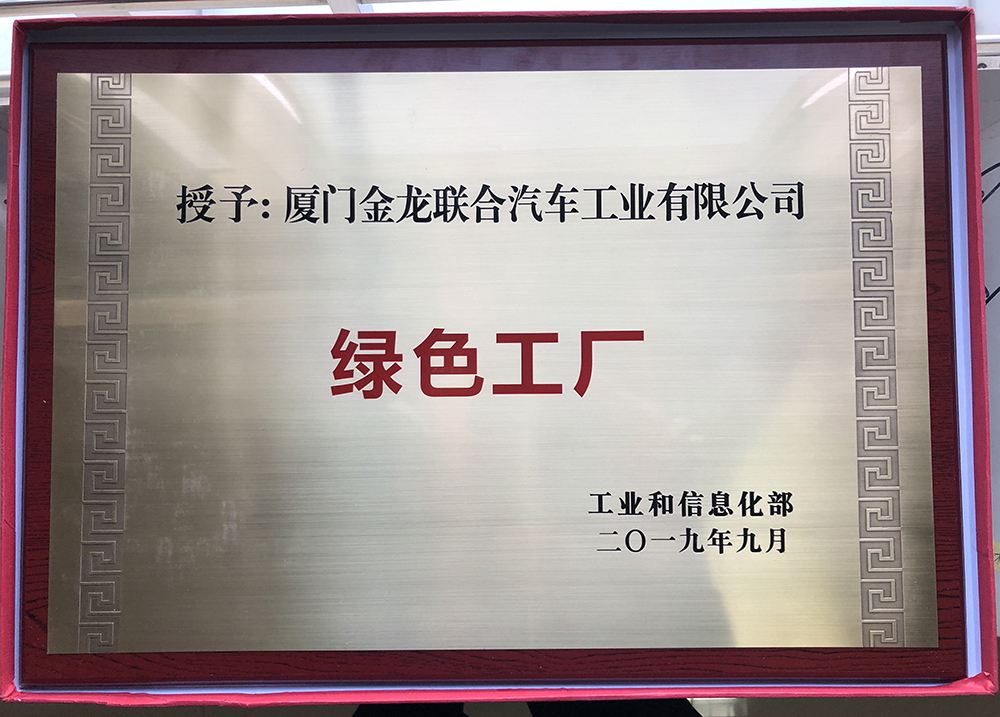 授予：厦门金龙联合汽车工业有限公司
绿色工厂
工业和信息化部
二〇一九年九月